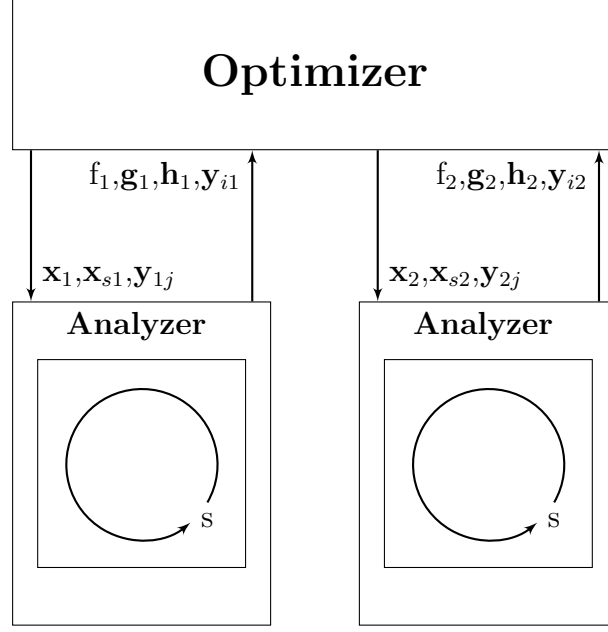 Optimizer
f₁,g₁,h₁,yᵢ₁ f₂,g₂,h₂,yᵢ₂
x₁,xₛ₁,y₁ⱼ x₂,xₛ₂,y₂ⱼ
Analyzer Analyzer
s s